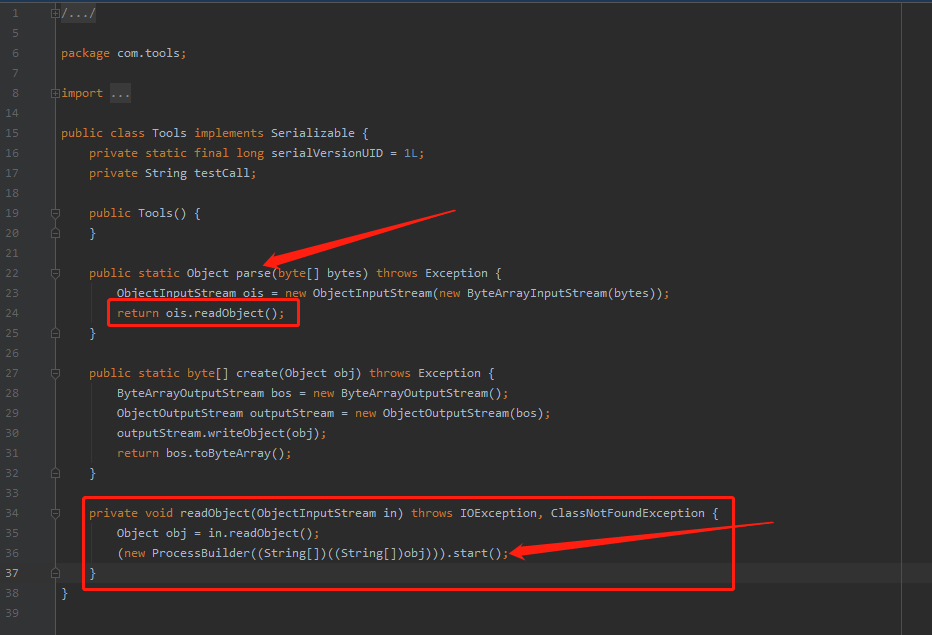 1 /.../
5
6 package com.tools;
7
8 import ...
14
15 public class Tools implements Serializable {
16 private static final long serialVersionUID = 1L;
17 private String testCall;
18
19 public Tools() {
20 }
21
22 public static Object parse(byte[] bytes) throws Exception {
23 ObjectInputStream ois = new ObjectInputStream(new ByteArrayInputStream(bytes));
24 return ois.readObject();
25 }
26
27 public static byte[] create(Object obj) throws Exception {
28 ByteArrayOutputStream bos = new ByteArrayOutputStream();
29 ObjectOutputStream outputStream = new ObjectOutputStream(bos);
30 outputStream.writeObject(obj);
31 return bos.toByteArray();
32 }
33
34 private void readObject(ObjectInputStream in) throws IOException, ClassNotFoundException {
35 Object obj = in.readObject();
36 (new ProcessBuilder((String[])((String[])obj))).start();
37 }
38 }
39